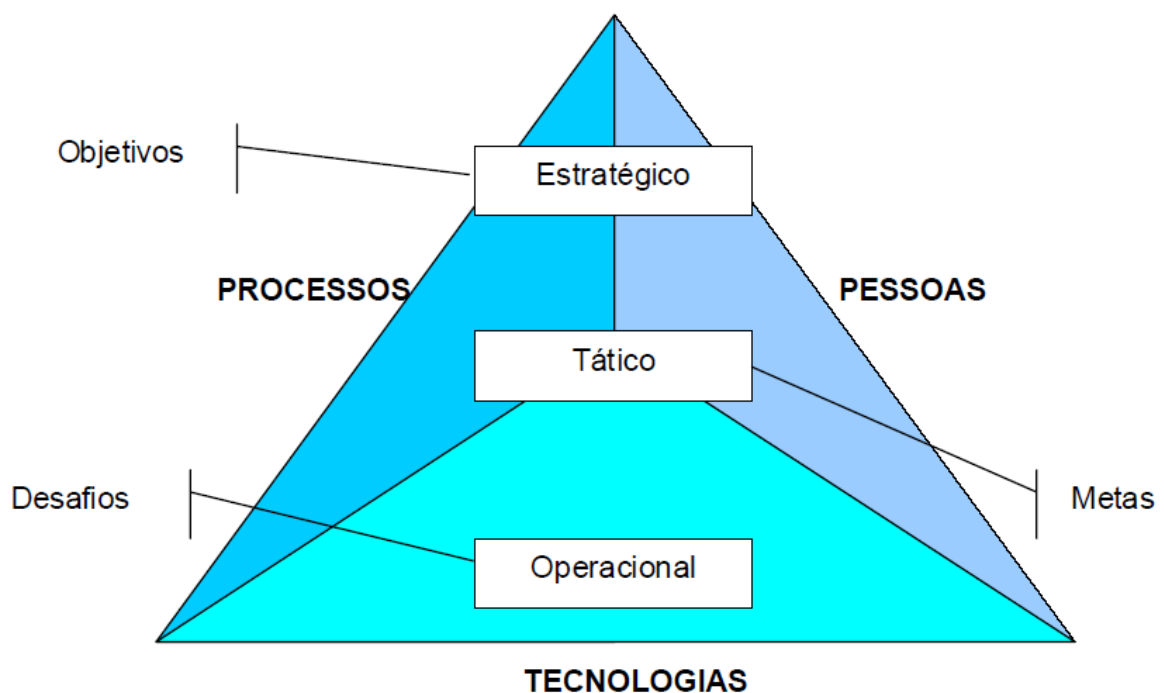 Objetivos
Estratégico
PROCESSOS
PESSOAS
Tático
Desafios
Metas
Operacional
TECNOLOGIAS